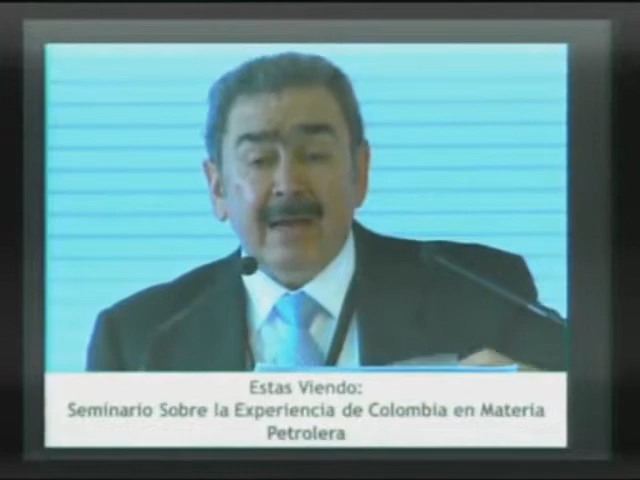 Estas Viendo:
Seminario Sobre la Experiencia de Colombia en Materia
Petrolera